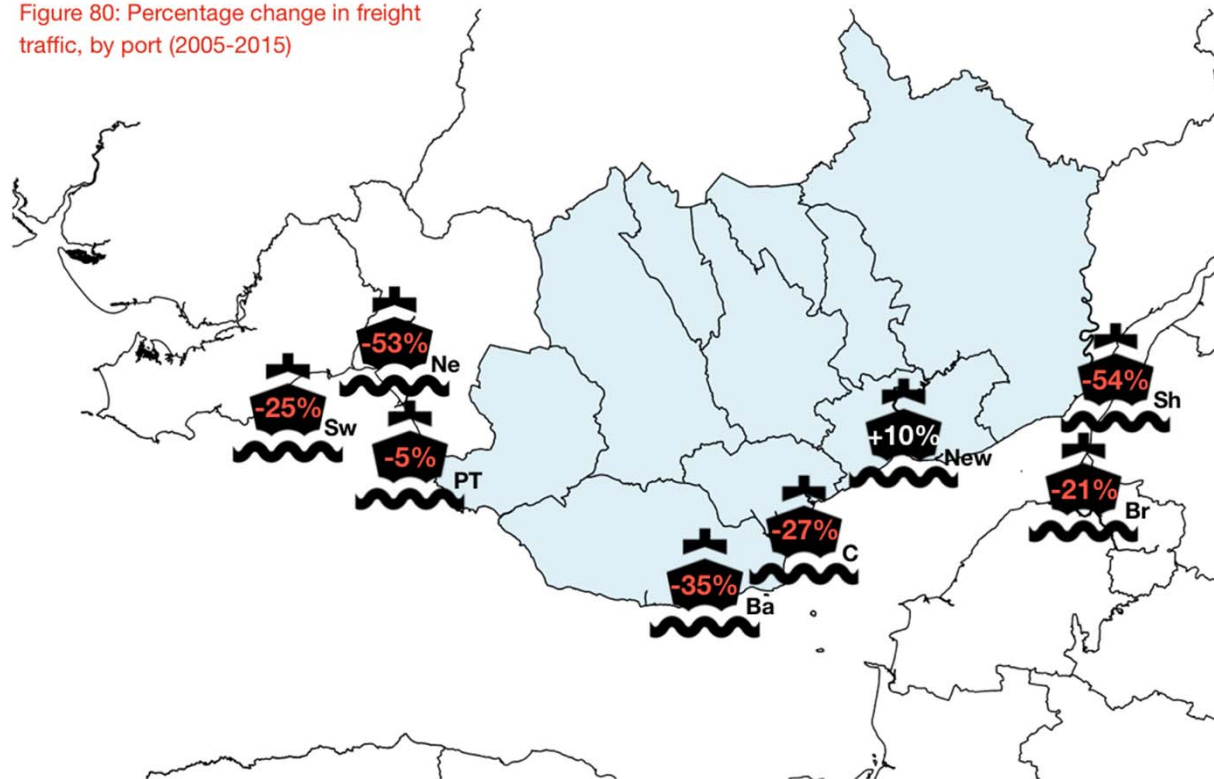 Figure 80: Percentage change in freight
traffic, by port (2005-2015)
-53%
Ne
-25%
Sw
-5%
PT
-54%
Sh
+10%
New
-21%
Br
-27%
C
-35%
Ba